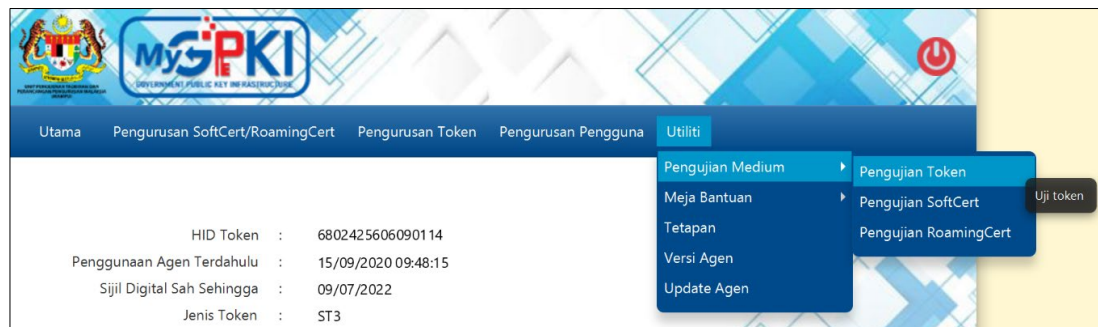 MyGPKI
GOVERNMENT PUBLIC KEY INFRASTRUCTURE
Utama Pengurusan SoftCert/RoamingCert Pengurusan Token Pengurusan Pengguna Utiliti
Pengujian Medium
Meja Bantuan
Tetapan
Versi Agen
Update Agen
Pengujian Token
Pengujian SoftCert
Pengujian RoamingCert
Uji token
HID Token : 6802425606090114
Penggunaan Agen Terdahulu : 15/09/2020 09:48:15
Sijil Digital Sah Sehingga : 09/07/2022
Jenis Token : ST3